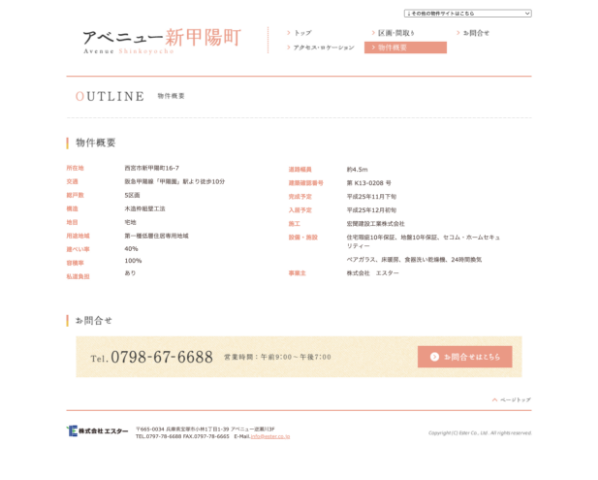 ↓その他の物件サイトはこちら
アベニュー新甲陽町
Avenue Shinkoyocho
トップ
区画・間取り
お問合せ
アクセス・ロケーション
物件概要
OUTLINE 物件概要
物件概要
所在地 西宮市新甲陽町16-7
交通 阪急甲陽線「甲陽園」駅より徒歩10分
総戸数 5区画
構造 木造枠組壁工法
地目 宅地
用途地域 第一種低層住居専用地域
建ぺい率 40%
容積率 100%
私道負担 あり
道路幅員 約4.5m
建築確認番号 第 K13-0208 号
完成予定 平成25年11月下旬
入居予定 平成25年12月初旬
施工 宏閤建設工業株式会社
設備・施設 住宅瑕疵10年保証、地盤10年保証、セコム・ホームセキュ
リティー
ペアガラス、床暖房、食器洗い乾燥機、24時間換気
事業主 株式会社 エスター
お問合せ
Tel. 0798-67-6688 営業時間：午前9:00～午後7:00
お問合せはこちら
ページトップ
株式会社 エスター
〒665-0034 兵庫県宝塚市小林1丁目1-39 アベニュー逆瀬川3F
TEL.0797-78-6688 FAX.0797-78-6665 E-Mail.info@ester.co.jp
Copyright(C) Ester Co., Ltd. All rights reserved.